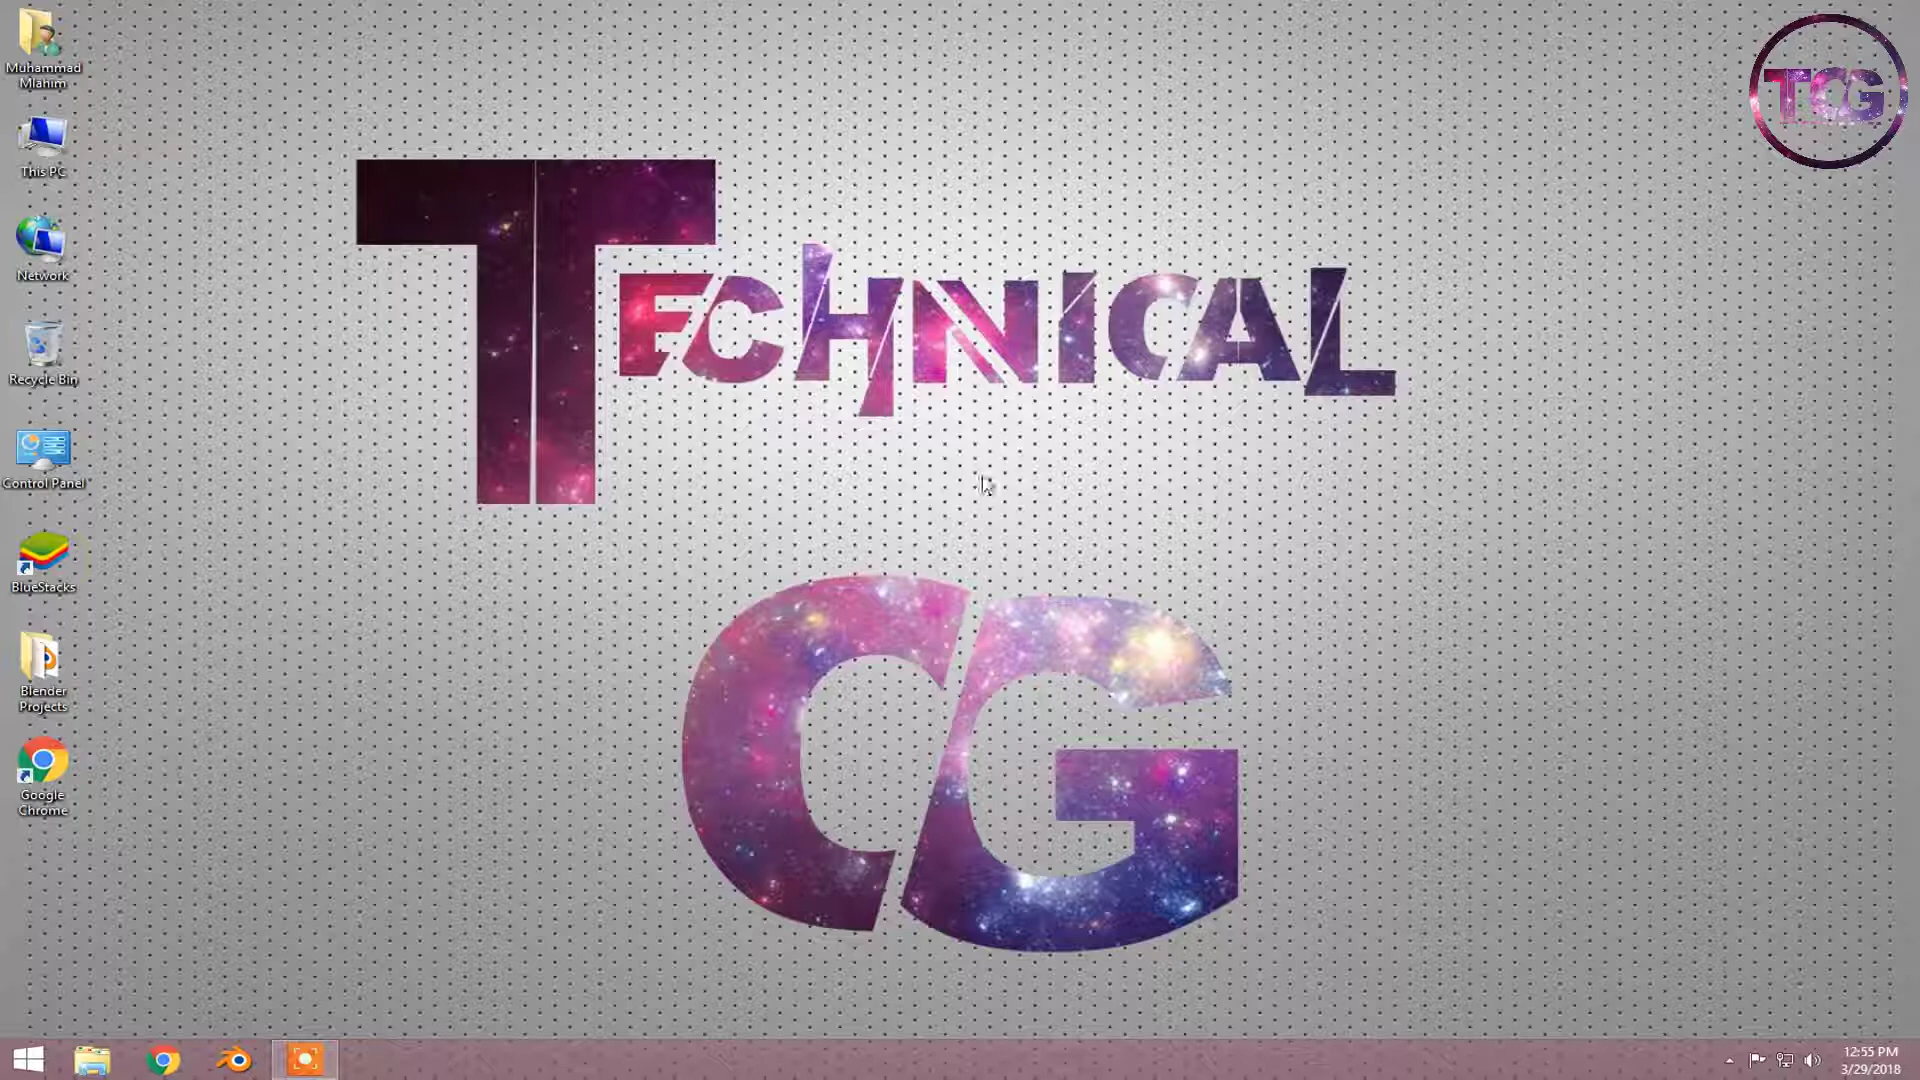 Muhammad
Mlahim
This PC
Network
Recycle Bin
Control Panel
BlueStacks
Blender
Projects
Google
Chrome
TECHNICAL
CG
TCG
12:55 PM
3/29/2018